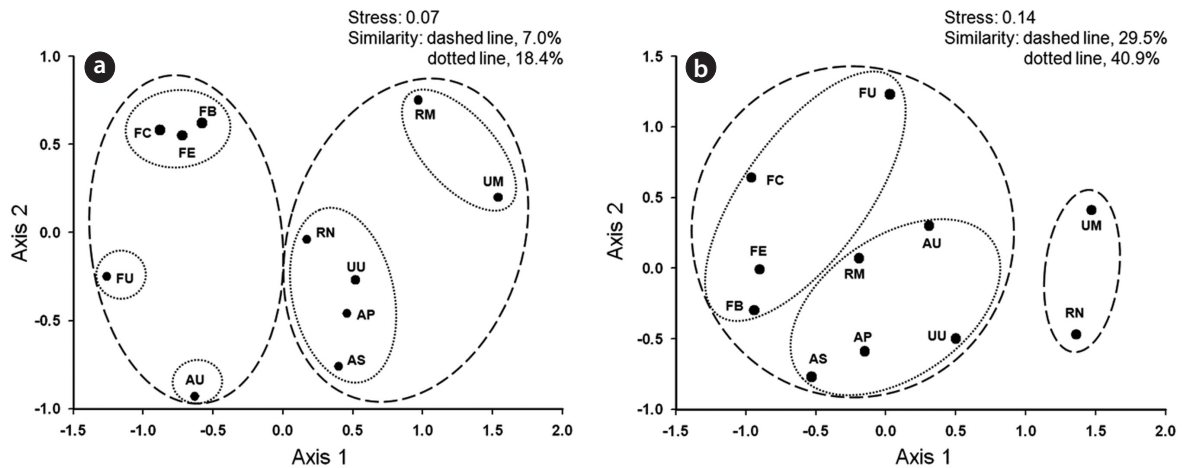 Stress: 0.07
Similarity: dashed line, 7.0%
dotted line, 18.4%
a
1.0
0.5
0.0
-0.5
-1.0
Axis 2
FB
FC
FE
RM
UM
RN
UU
FU
AP
AS
AU
-1.5
-1.0
-0.5
0.0
0.5
1.0
1.5
2.0
Axis 1
Stress: 0.14
Similarity: dashed line, 29.5%
dotted line, 40.9%
b
1.5
1.0
0.5
0.0
-0.5
-1.0
Axis 2
FU
FC
UM
AU
FE
RM
FB
RN
AP
UU
AS
-1.5
-1.0
-0.5
0.0
0.5
1.0
1.5
2.0
Axis 1